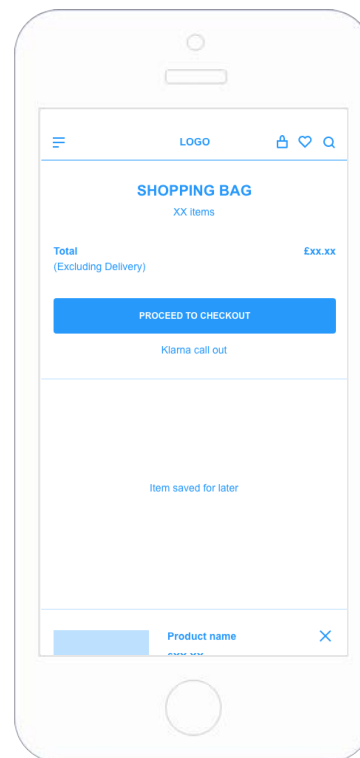 LOGO
SHOPPING BAG
XX items
Total £xx.xx
(Excluding Delivery)
PROCEED TO CHECKOUT
Klarna call out
Item saved for later
Product name